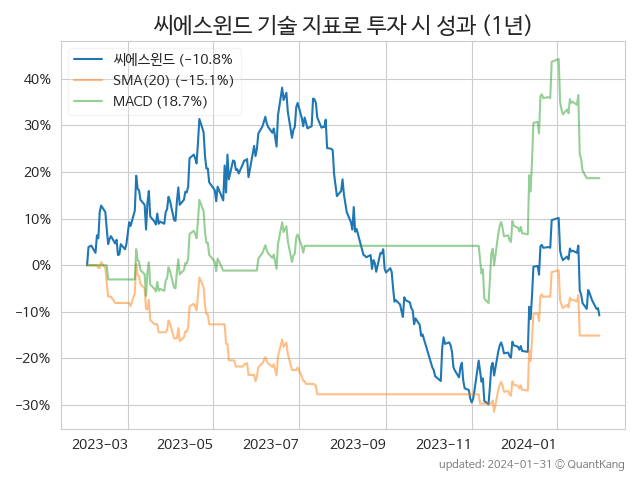 씨에스윈드 기술 지표로 투자 시 성과 (1년)
씨에스윈드 (−10.8%
SMA(20) (−15.1%)
MACD (18.7%)
40%
30%
20%
10%
0%
−10%
−20%
−30%
2023-03 2023-05 2023-07 2023-09 2023-11 2024-01
updated: 2024-01-31 © QuantKang